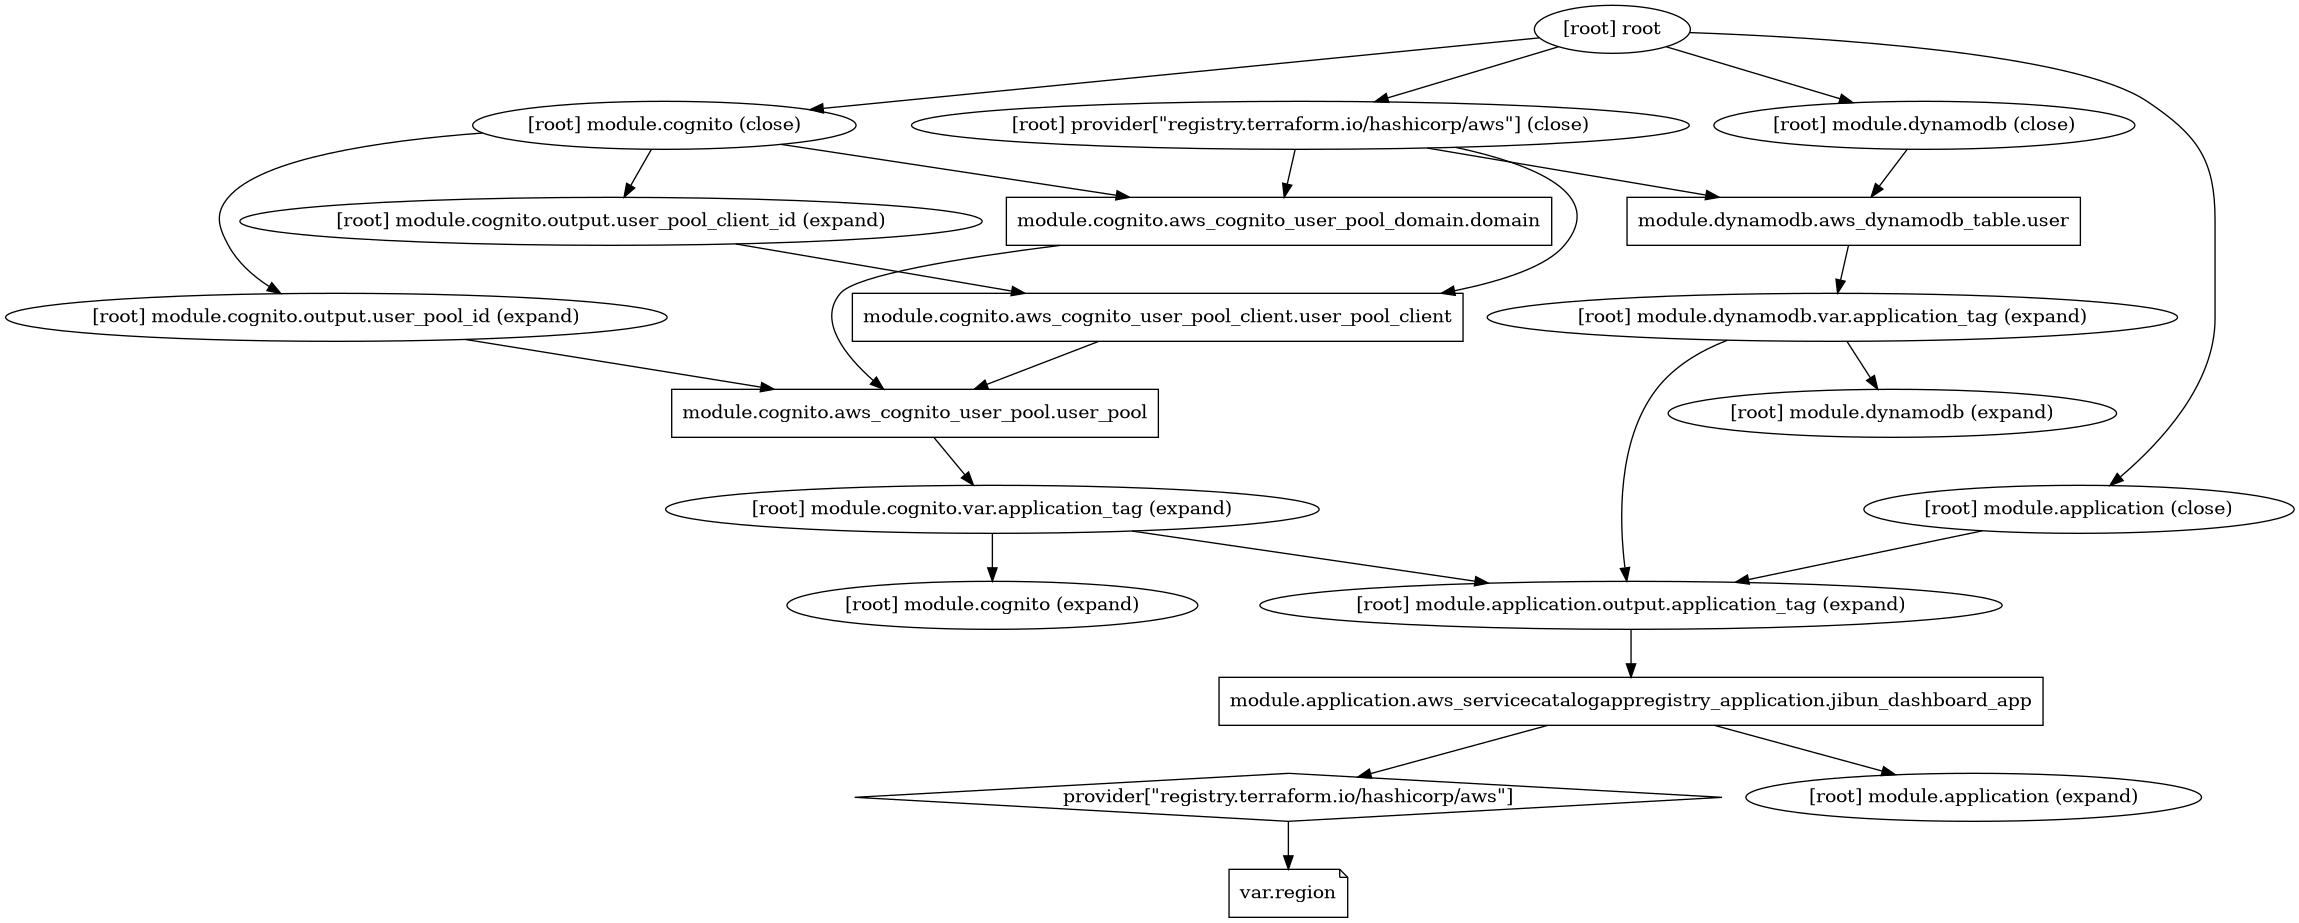 [root] root
[root] module.cognito (close)
[root] provider["registry.terraform.io/hashicorp/aws"] (close)
[root] module.dynamodb (close)
[root] module.cognito.output.user_pool_client_id (expand)
module.cognito.aws_cognito_user_pool_domain.domain
module.dynamodb.aws_dynamodb_table.user
[root] module.cognito.output.user_pool_id (expand)
module.cognito.aws_cognito_user_pool_client.user_pool_client
[root] module.dynamodb.var.application_tag (expand)
module.cognito.aws_cognito_user_pool.user_pool
[root] module.dynamodb (expand)
[root] module.cognito.var.application_tag (expand)
[root] module.application (close)
[root] module.cognito (expand)
[root] module.application.output.application_tag (expand)
module.application.aws_servicecatalogappregistry_application.jibun_dashboard_app
provider["registry.terraform.io/hashicorp/aws"]
[root] module.application (expand)
var.region